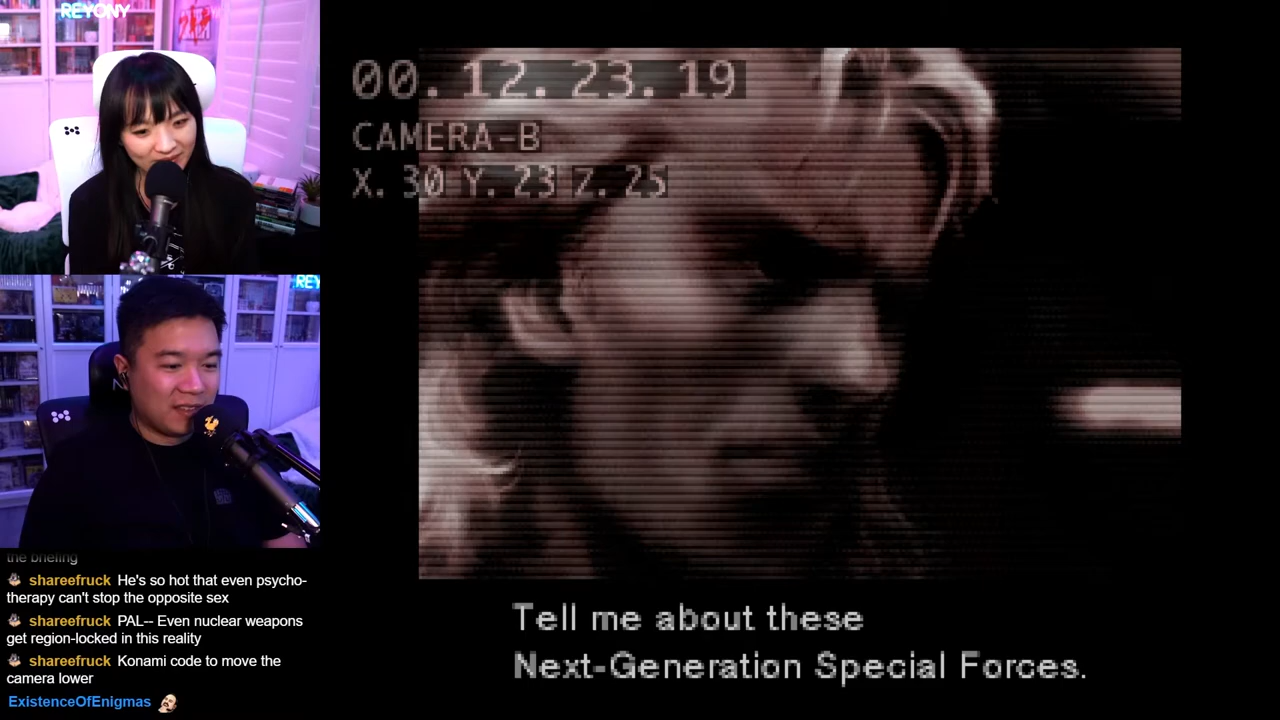 REYONY
REY
00.12.23.19
CAMERA-B
X. 30 Y. 23 Z. 25
the briefing
shareefruck He's so hot that even psycho-
therapy can't stop the opposite sex
shareefruck PAL-- Even nuclear weapons
get region-locked in this reality
shareefruck Konami code to move the
camera lower
ExistenceOfEnigmas
Tell me about these
Next-Generation Special Forces.